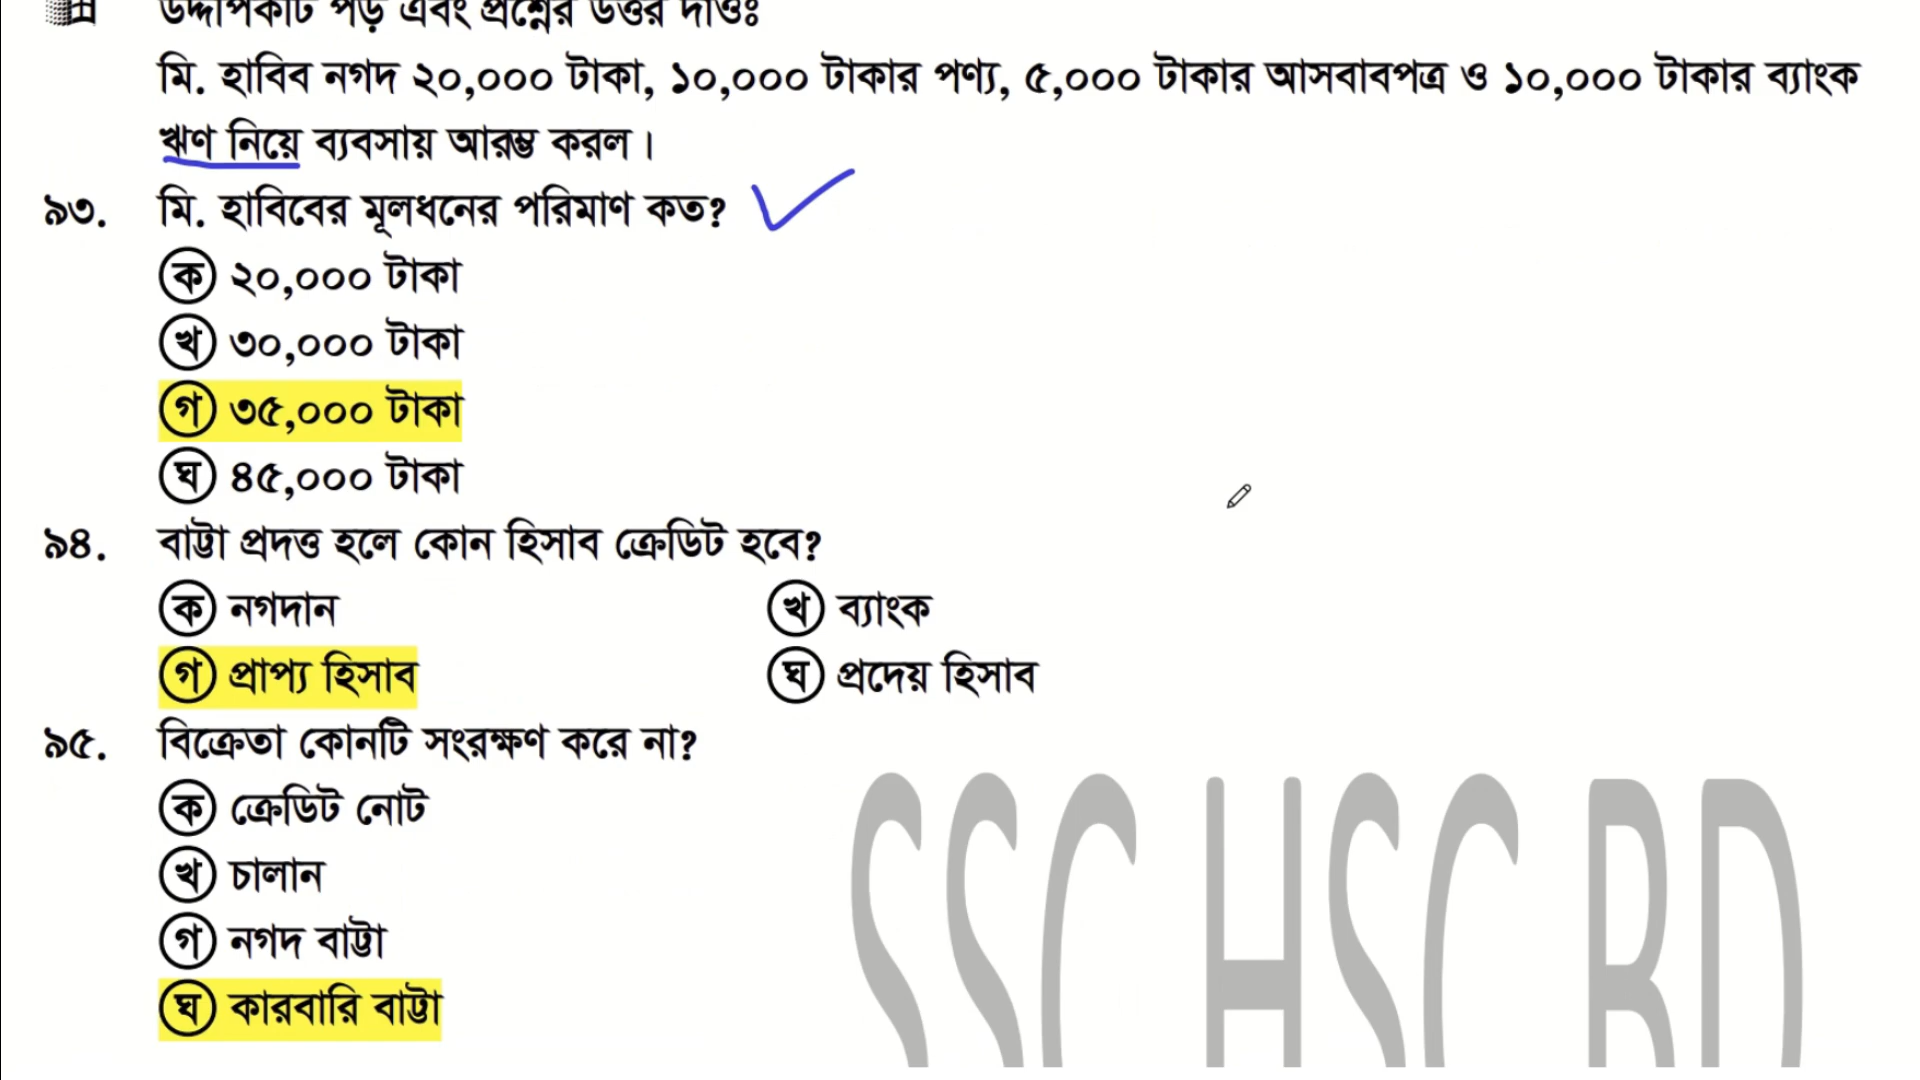 উদ্দীপকটি পড় এবং প্রশ্নের উত্তর দাওঃ
মি. হাবিব নগদ ২০,০০০ টাকা, ১০,০০০ টাকার পণ্য, ৫,০০০ টাকার আসবাবপত্র ও ১০,০০০ টাকার ব্যাংক
ঋণ নিয়ে ব্যবসায় আরম্ভ করল।
৯৩. মি. হাবিবের মূলধনের পরিমাণ কত?
ক ২০,০০০ টাকা
খ ৩০,০০০ টাকা
গ ৩৫,০০০ টাকা
ঘ ৪৫,০০০ টাকা
৯৪. বাট্টা প্রদত্ত হলে কোন হিসাব ক্রেডিট হবে?
ক নগদান খ ব্যাংক
গ প্রাপ্য হিসাব ঘ প্রদেয় হিসাব
৯৫. বিক্রেতা কোনটি সংরক্ষণ করে না?
ক ক্রেডিট নোট
খ চালান
গ নগদ বাট্টা
ঘ কারবারি বাট্টা
SSC HSC BD